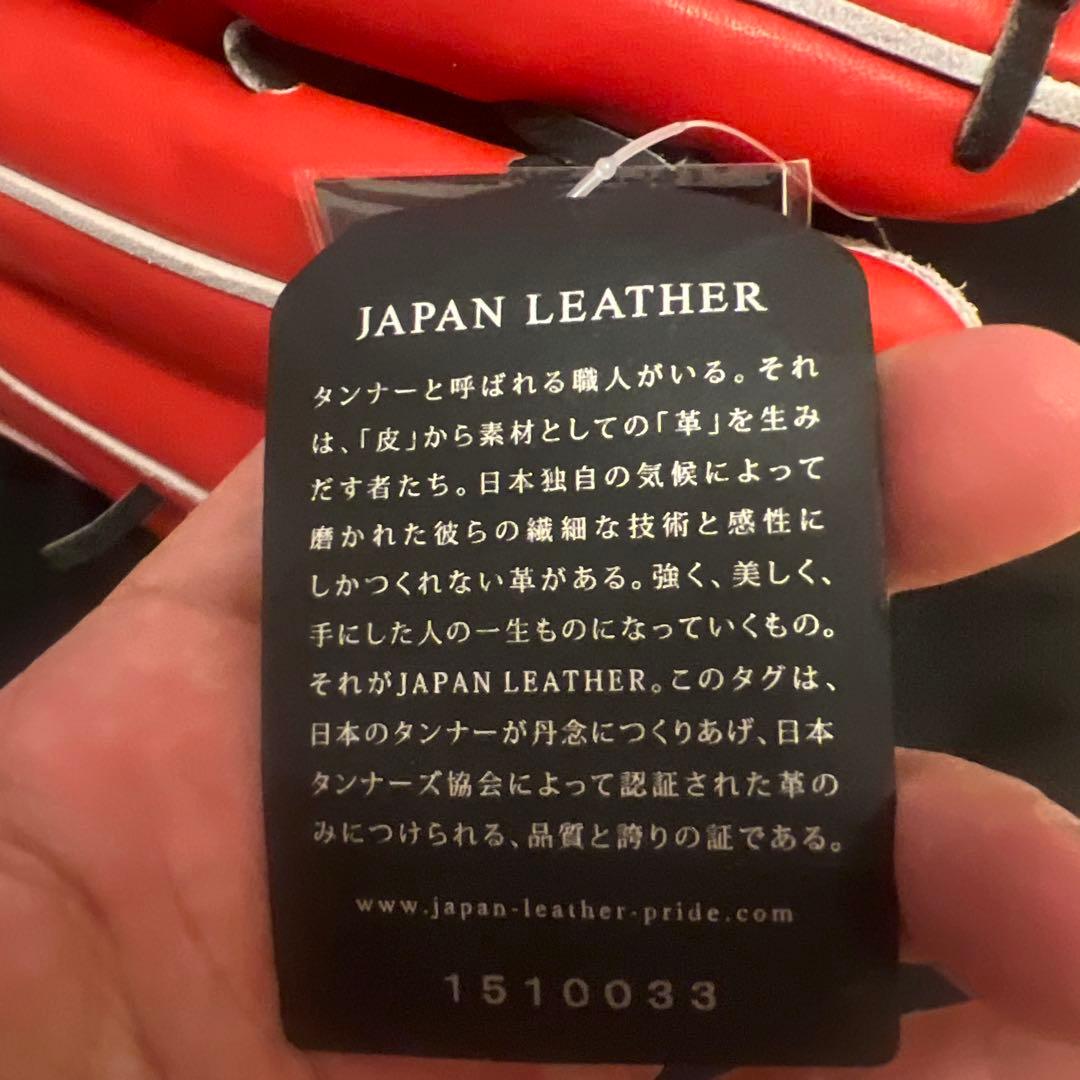 JAPAN LEATHER
タンナーと呼ばれる職人がいる。それ
は、「皮」から素材としての「革」を生み
だす者たち。日本独自の気候によって
磨かれた彼らの繊細な技術と感性に
しかつくれない革がある。強く、美しく、
手にした人の一生ものになっていくもの。
それがJAPAN LEATHER。このタグは、
日本のタンナーが丹念につくりあげ、日本
タンナーズ協会によって認証された革の
みにつけられる、品質と誇りの証である。
www.japan-leather-pride.com
1510033